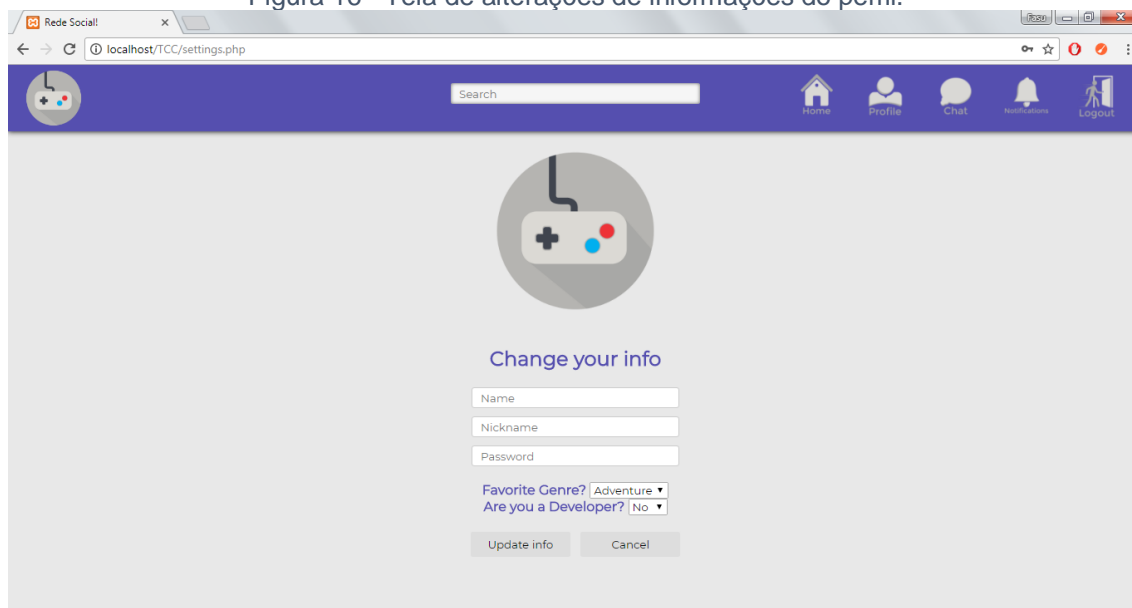 Figura 16 - Tela de alterações de informações do perfil.
Rede Social!
localhost/TCC/settings.php
Search
Home
Profile
Chat
Notifications
Logout
Change your info
Name
Nickname
Password
Favorite Genre? Adventure
Are you a Developer? No
Update info Cancel